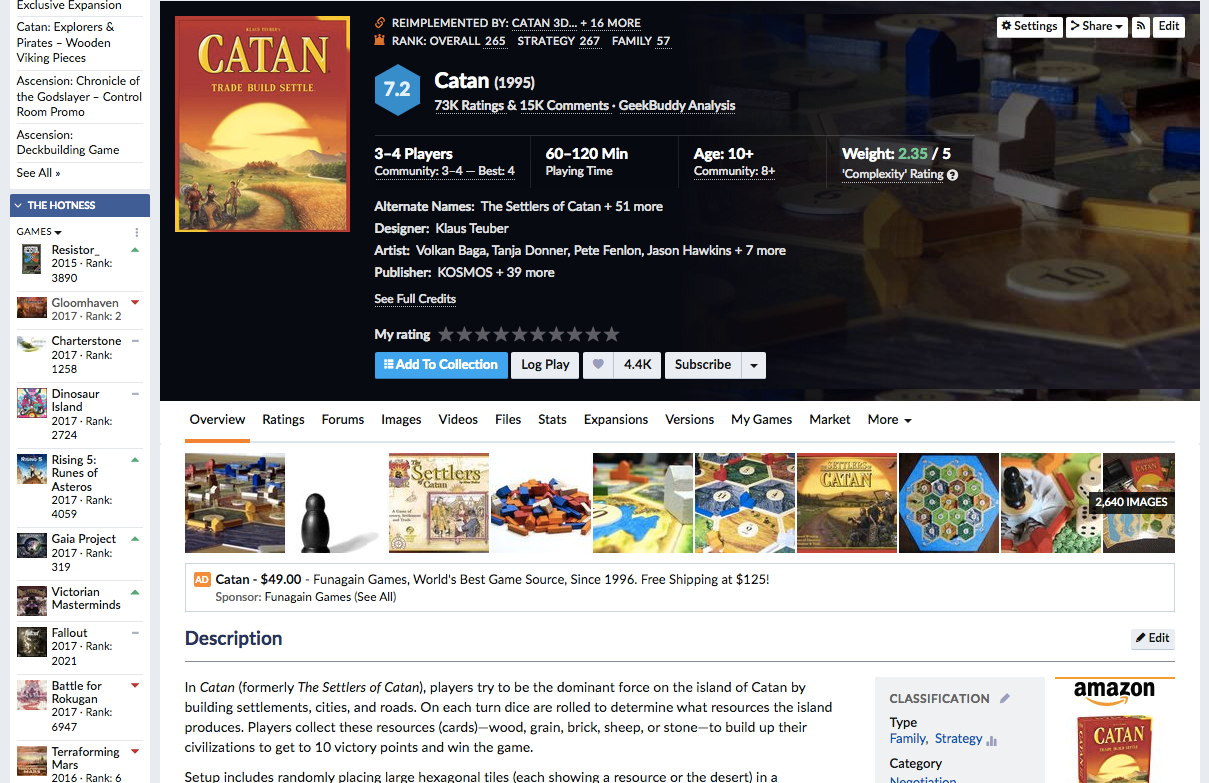 Exclusive Expansion
Catan: Explorers &
Pirates – Wooden
Viking Pieces
Ascension: Chronicle of
the Godslayer – Control
Room Promo
Ascension:
Deckbuilding Game
See All »
THE HOTNESS
GAMES
Resistor_
2015 · Rank:
3890
Gloomhaven
2017 · Rank: 2
Charterstone
2017 · Rank:
1258
Dinosaur
Island
2017 · Rank:
2724
Rising 5:
Runes of
Asteros
2017 · Rank:
4059
Gaia Project
2017 · Rank:
319
Victorian
Masterminds
Fallout
2017 · Rank:
2021
Battle for
Rokugan
2017 · Rank:
6947
Terraforming
Mars
2016 · Rank: 6
KLAUS TEUBER'S
CATAN
TRADE BUILD SETTLE
REIMPLEMENTED BY: CATAN 3D... + 16 MORE
RANK: OVERALL 265 STRATEGY 267 FAMILY 57
Settings Share Edit
7.2
Catan (1995)
73K Ratings & 15K Comments · GeekBuddy Analysis
3–4 Players
Community: 3–4 — Best: 4
60–120 Min
Playing Time
Age: 10+
Community: 8+
Weight: 2.35 / 5
'Complexity' Rating ?
Alternate Names: The Settlers of Catan + 51 more
Designer: Klaus Teuber
Artist: Volkan Baga, Tanja Donner, Pete Fenlon, Jason Hawkins + 7 more
Publisher: KOSMOS + 39 more
See Full Credits
My rating
Add To Collection Log Play 4.4K Subscribe
10
Overview Ratings Forums Images Videos Files Stats Expansions Versions My Games Market More
The
Settlers
of Catan
THE SETTLERS OF
CATAN
CATAN
2,640 IMAGES
AD Catan - $49.00 - Funagain Games, World's Best Game Source, Since 1996. Free Shipping at $125!
Sponsor: Funagain Games (See All)
Description
Edit
In Catan (formerly The Settlers of Catan), players try to be the dominant force on the island of Catan by
building settlements, cities, and roads. On each turn dice are rolled to determine what resources the island
produces. Players collect these resources (cards)—wood, grain, brick, sheep, or stone—to build up their
civilizations to get to 10 victory points and win the game.
Setup includes randomly placing large hexagonal tiles (each showing a resource or the desert) in a
CLASSIFICATION
Type
Family, Strategy
Category
Negotiation
amazon
CATAN
TRADE BUILD SETTLE